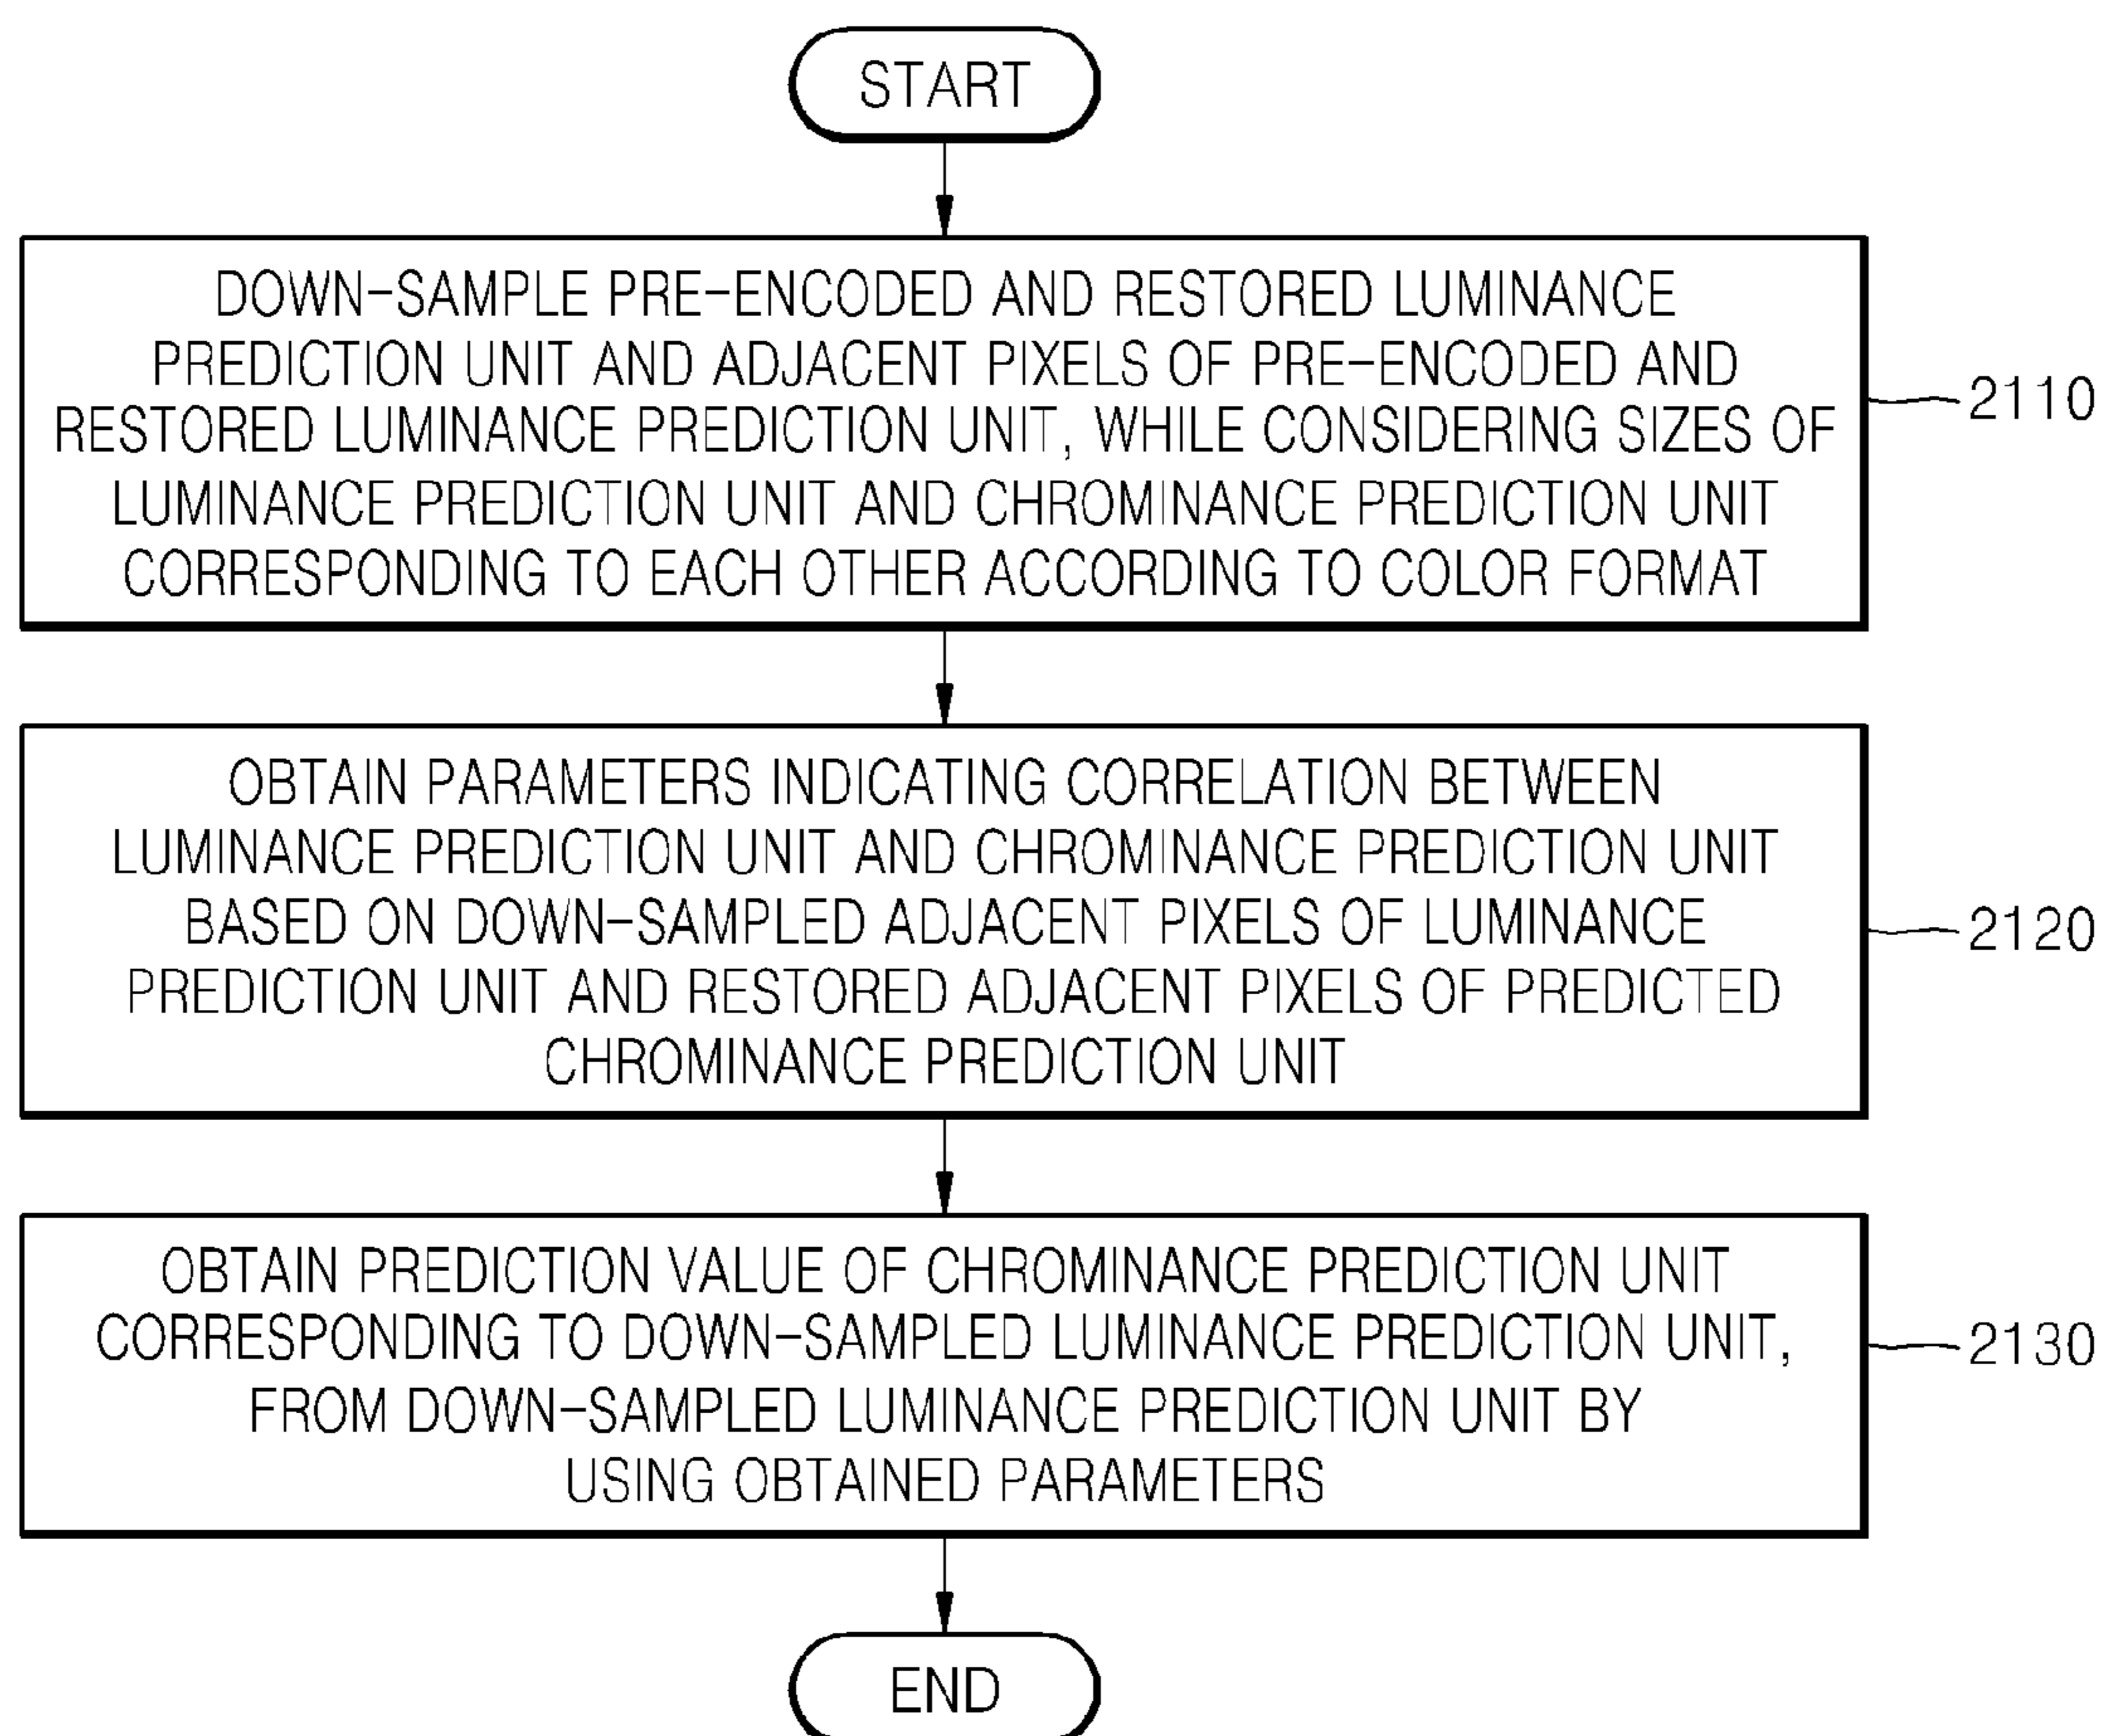 START
DOWN-SAMPLE PRE-ENCODED AND RESTORED LUMINANCE
PREDICTION UNIT AND ADJACENT PIXELS OF PRE-ENCODED AND
RESTORED LUMINANCE PREDICTION UNIT, WHILE CONSIDERING SIZES OF
LUMINANCE PREDICTION UNIT AND CHROMINANCE PREDICTION UNIT
CORRESPONDING TO EACH OTHER ACCORDING TO COLOR FORMAT
2110
OBTAIN PARAMETERS INDICATING CORRELATION BETWEEN
LUMINANCE PREDICTION UNIT AND CHROMINANCE PREDICTION UNIT
BASED ON DOWN-SAMPLED ADJACENT PIXELS OF LUMINANCE
PREDICTION UNIT AND RESTORED ADJACENT PIXELS OF PREDICTED
CHROMINANCE PREDICTION UNIT
2120
OBTAIN PREDICTION VALUE OF CHROMINANCE PREDICTION UNIT
CORRESPONDING TO DOWN-SAMPLED LUMINANCE PREDICTION UNIT,
FROM DOWN-SAMPLED LUMINANCE PREDICTION UNIT BY
USING OBTAINED PARAMETERS
2130
END